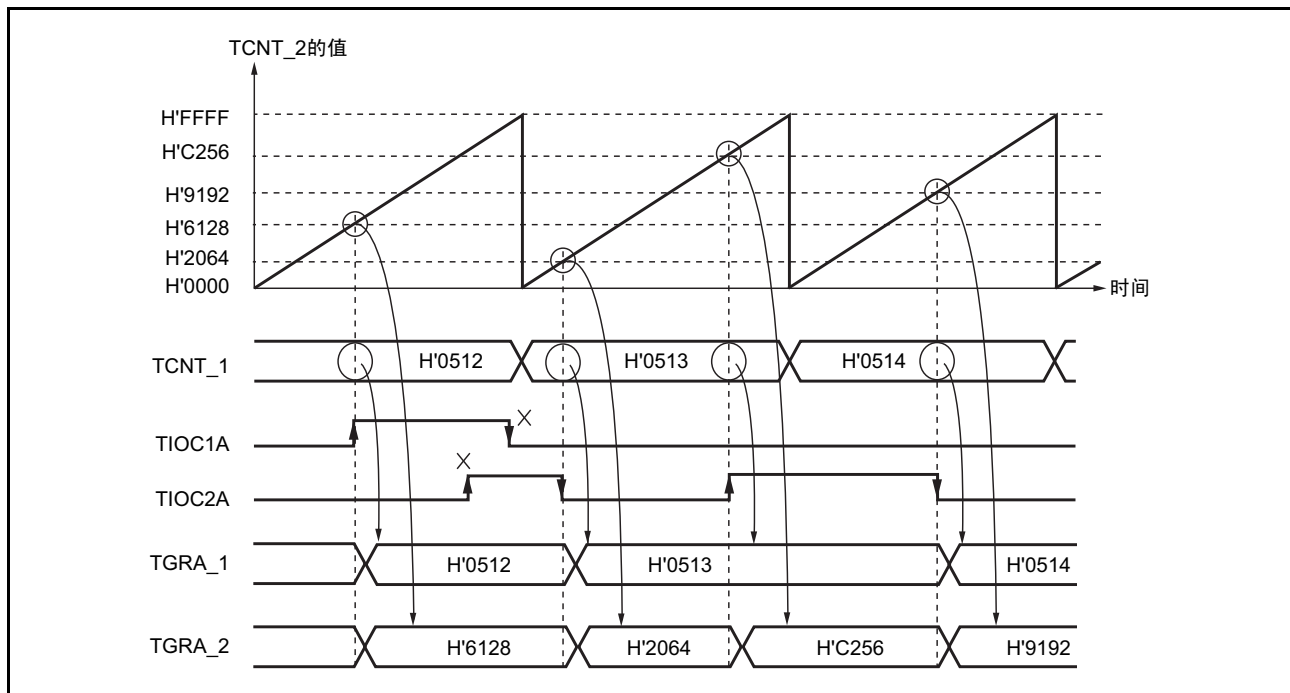 TCNT_2的值
H'FFFF
H'C256
H'9192
H'6128
H'2064
H'0000
时间
TCNT_1 H'0512 H'0513 H'0514
TIOC1A
TIOC2A
TGRA_1 H'0512 H'0513 H'0514
TGRA_2 H'6128 H'2064 H'C256 H'9192